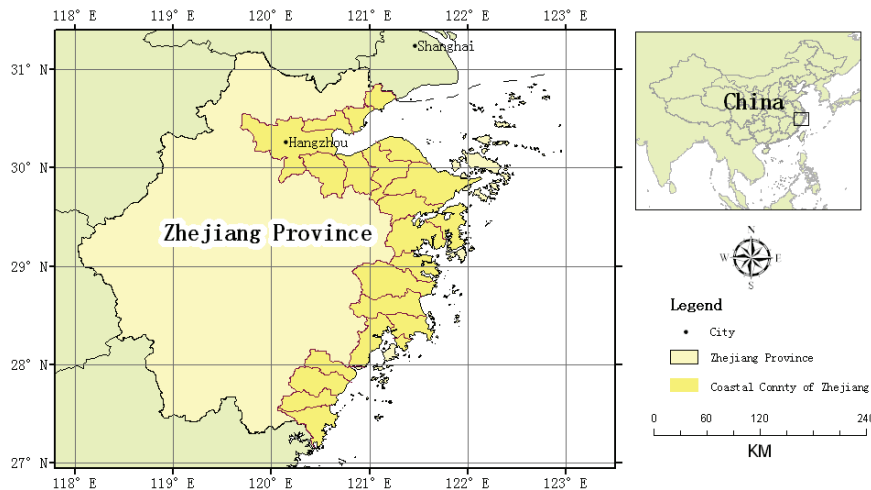 118° E 119° E 120° E 121° E 122° E 123° E
Shanghai
31° N
Hangzhou
30° N
Zhejiang Province
29° N
28° N
27° N
118° E 119° E 120° E 121° E 122° E 123° E
China
N
W E
S
Legend
City
Zhejiang Province
Coastal Comnty of Zhejiang
0 60 120 240
KM